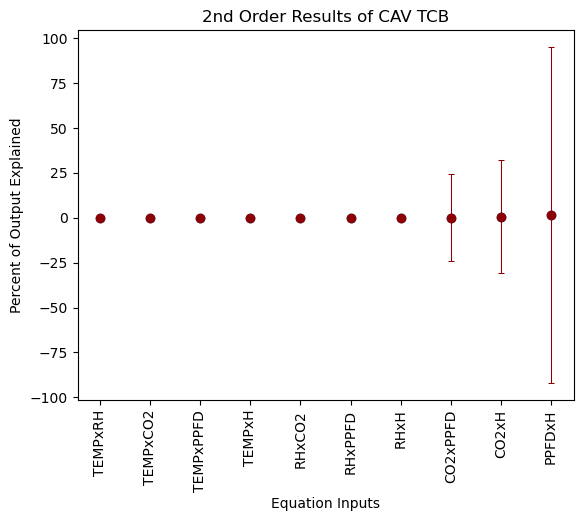 2nd Order Results of CAV TCB
Percent of Output Explained
100
75
50
25
0
−25
−50
−75
−100
TEMPxRH
TEMPxCO2
TEMPxPPFD
TEMPxH
RHxCO2
RHxPPFD
RHxH
CO2xPPFD
CO2xH
PPFDxH
Equation Inputs